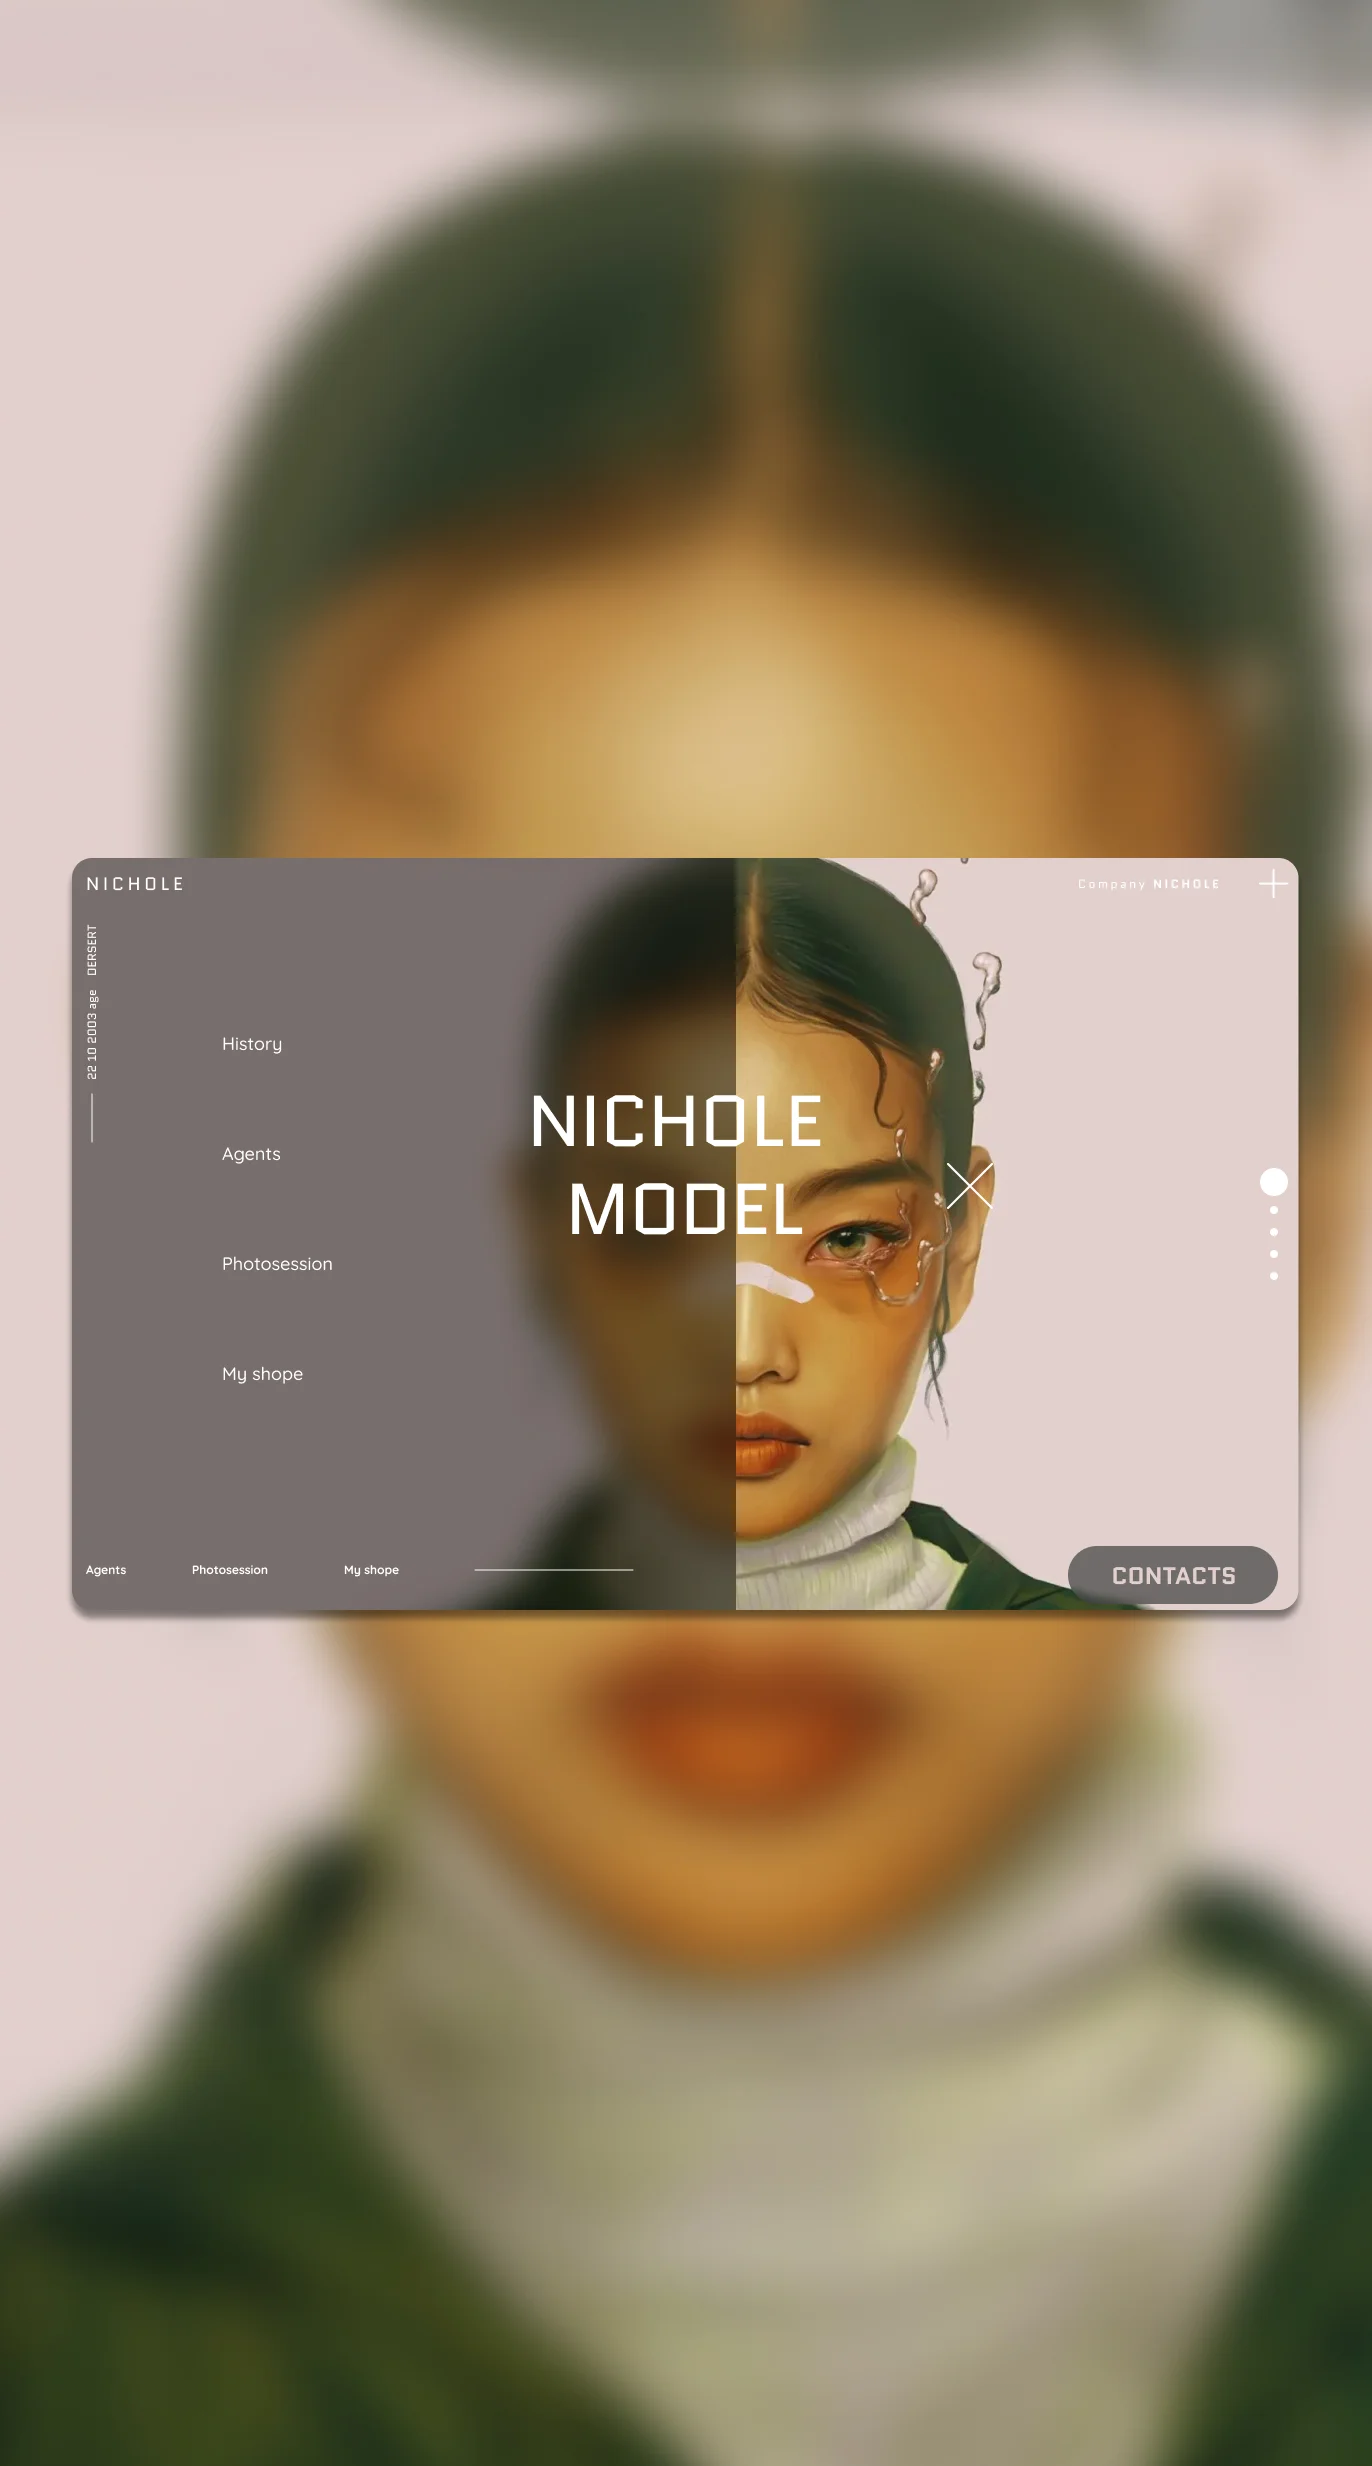 NICHOLE
Company NICHOLE
22 10 2003 age DERSERT
History
Agents
Photosession
My shope
NICHOLE
MODEL
Agents
Photosession
My shope
CONTACTS